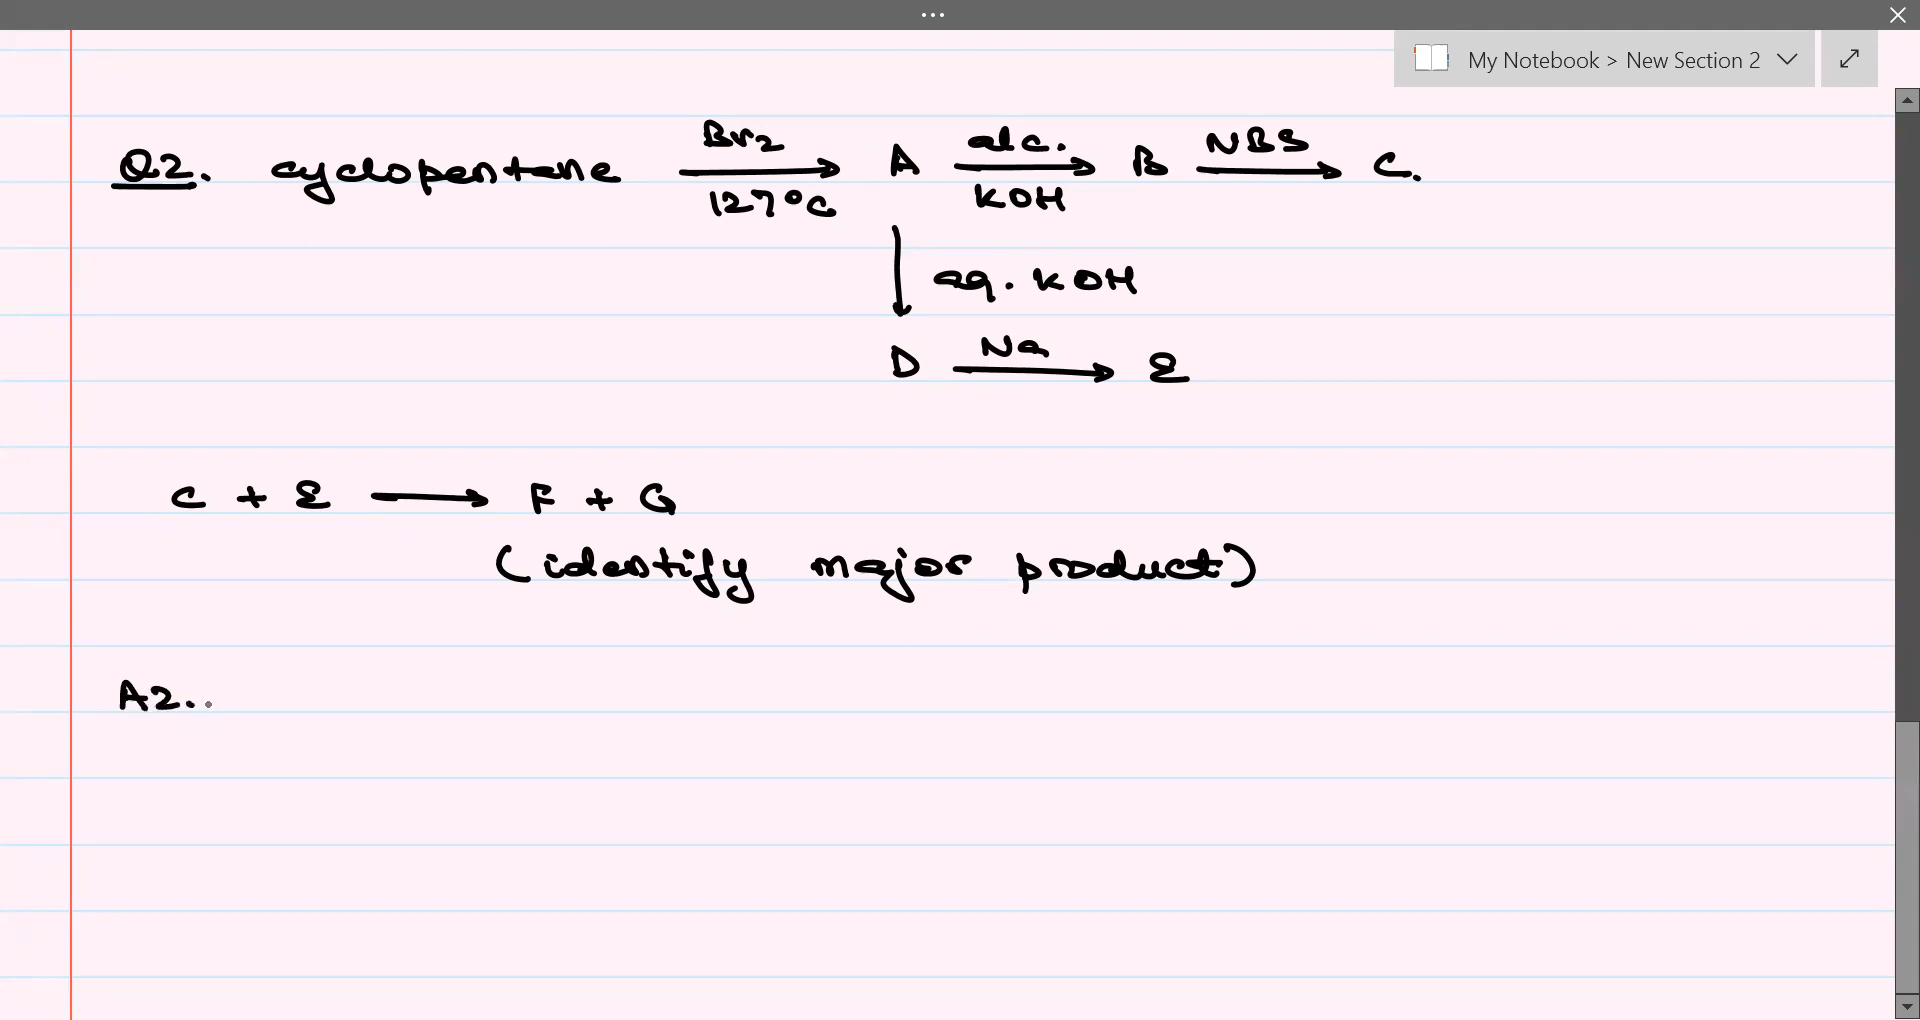 My Notebook > New Section 2
Q2. cyclopentane Br2 127°C A alc. KOH B NBS C.
aq. KOH
D Na E
C + E → F + G
(identify major product)
A2.